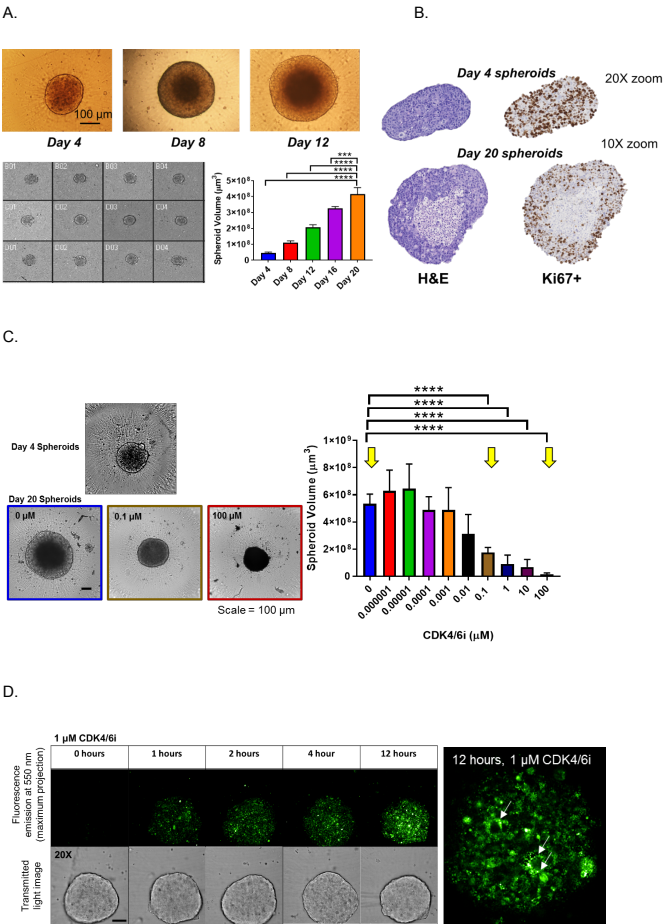 A.
100 µm
Day 4
Day 8
Day 12
B01
B02
B03
B04
C01
C02
C03
C04
D01
D02
D03
D04
***
****
****
****
Spheroid Volume (µm³)
5×10⁸
4×10⁸
3×10⁸
2×10⁸
1×10⁸
0
Day 4
Day 8
Day 12
Day 16
Day 20
B.
Day 4 spheroids
20X zoom
10X zoom
Day 20 spheroids
H&E
Ki67+
C.
Day 4 Spheroids
Day 20 Spheroids
0 µM
0.1 µM
100 µM
Scale = 100 µm
****
****
****
****
Spheroid Volume (µm³)
1×10⁹
8×10⁸
6×10⁸
4×10⁸
2×10⁸
0
0
0.000001
0.00001
0.0001
0.001
0.01
0.1
1
10
100
CDK4/6i (µM)
D.
1 µM CDK4/6i
0 hours
1 hours
2 hours
4 hour
12 hours
Fluorescence
emission at 550 nm
(maximum projection)
Transmitted
light image
20X
12 hours, 1 µM CDK4/6i